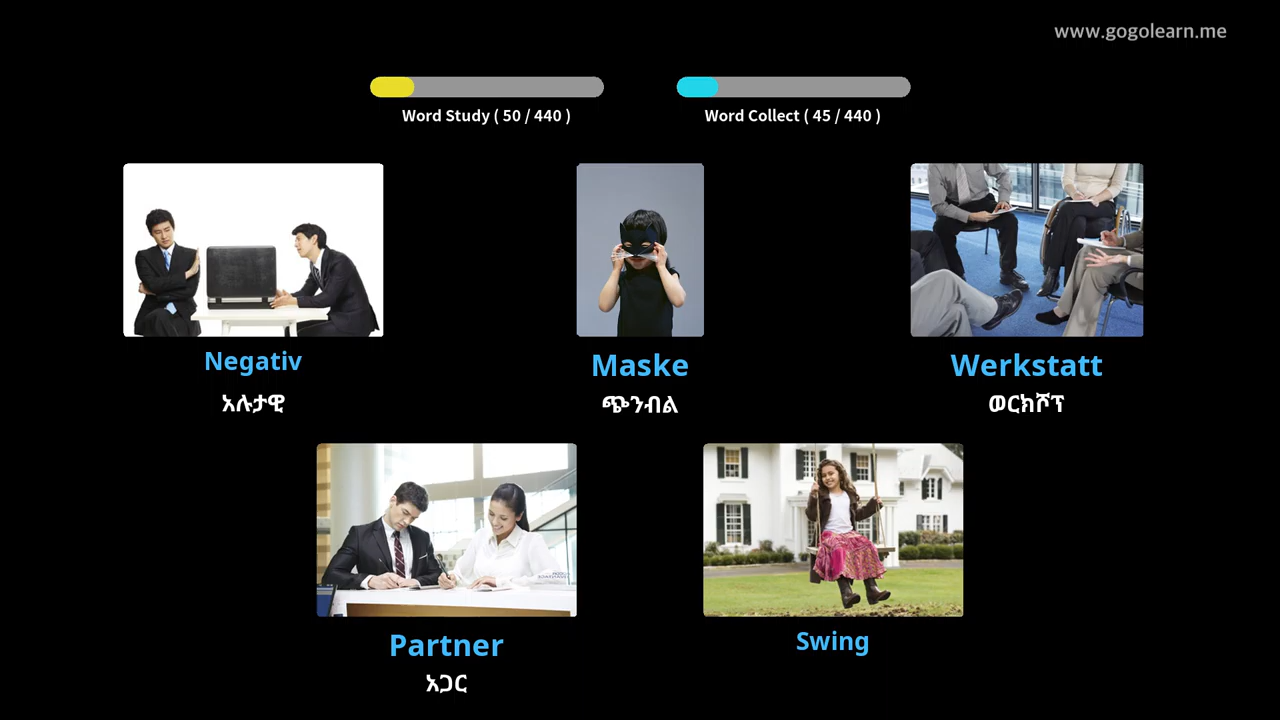 www.gogolearn.me
Word Study ( 50 / 440 )
Word Collect ( 45 / 440 )
Negativ
አሉታዊ
Maske
ጭንብል
Werkstatt
ወርክሾፕ
Partner
አጋር
Swing